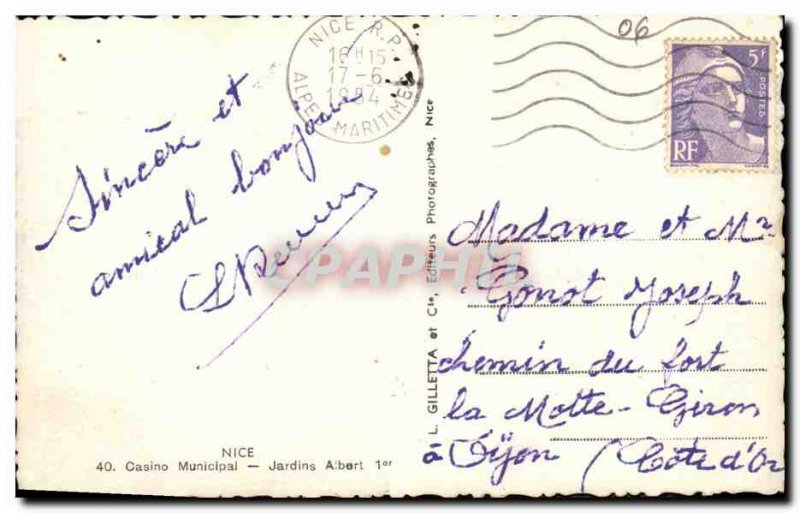 06
NICE R.P.
16H15
17-6
1954
ALPES MARITIMES
5f
POSTES
RF
Sincère et
amical bonjour
CPAPHIL
L. GILLETTA et Cie, Editeurs Photographes, Nice
Madame et Mr
Gonot Joseph
chemin du fort
la Motte-Giron
à Dijon (Côte d'Or
NICE
40. Casino Municipal — Jardins Albert 1er